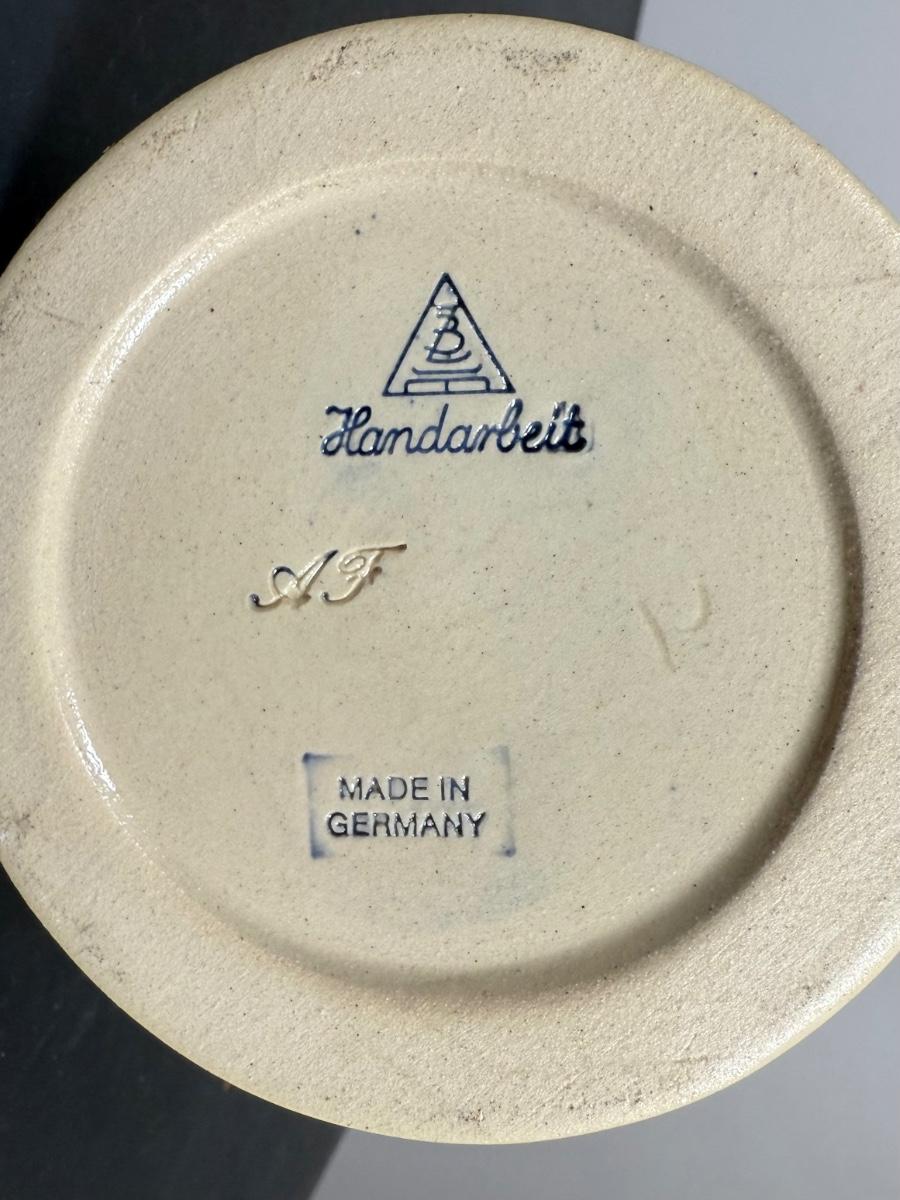 B
Handarbeit
AF
MADE IN
GERMANY